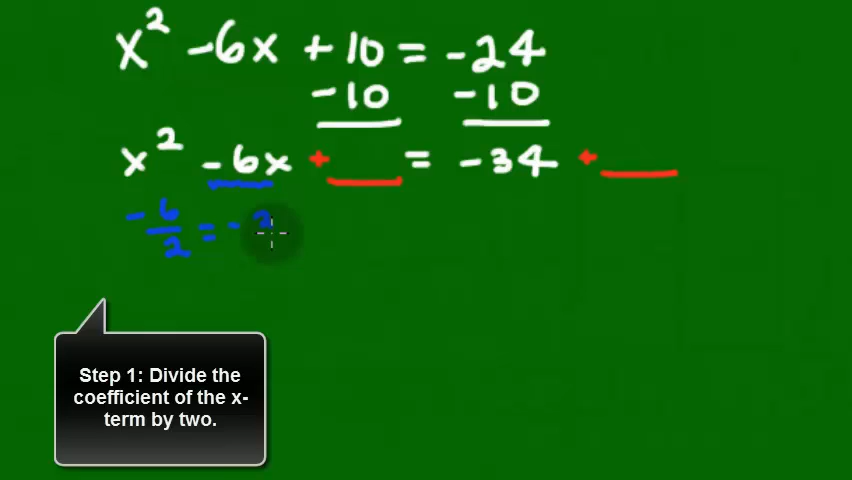 x² -6x + 10 = -24
-10 -10
x² -6x + ___ = -34 + ___
-6/2 = -
Step 1: Divide the
coefficient of the x-
term by two.